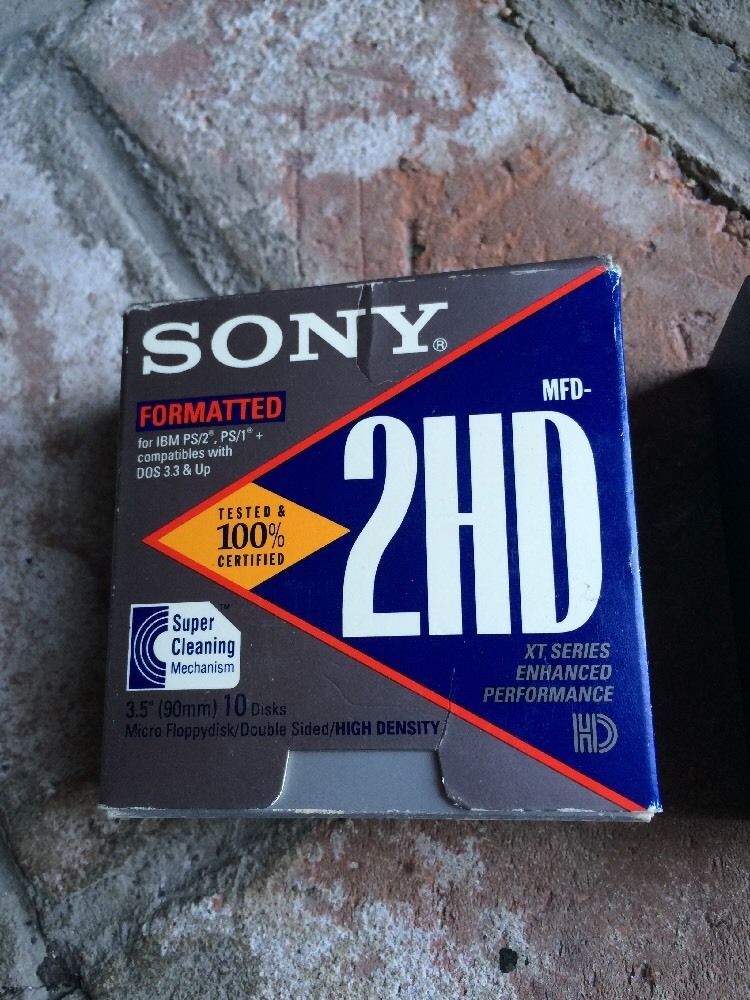 SONY®
FORMATTED
for IBM PS/2®, PS/1® +
compatibles with
DOS 3.3 & Up
MFD-
2HD
TESTED &
100%
CERTIFIED
Super
Cleaning
Mechanism
TM
XT SERIES
ENHANCED
PERFORMANCE
HD
3.5" (90mm) 10 Disks
Micro Floppydisk/Double Sided/HIGH DENSITY